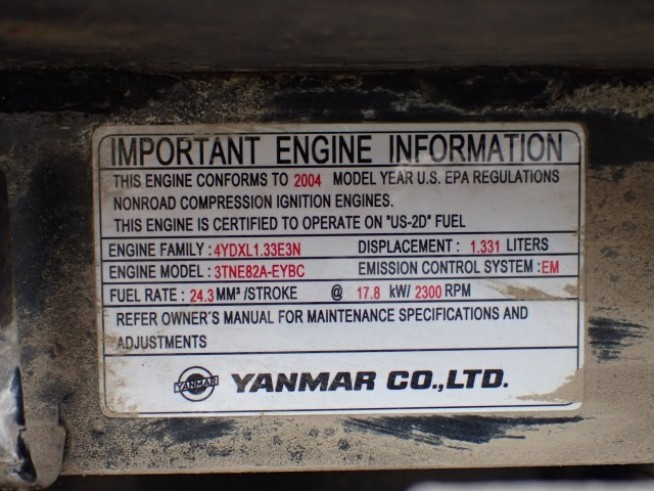 IMPORTANT ENGINE INFORMATION
THIS ENGINE CONFORMS TO 2004 MODEL YEAR U.S. EPA REGULATIONS
NONROAD COMPRESSION IGNITION ENGINES.
THIS ENGINE IS CERTIFIED TO OPERATE ON "US-2D" FUEL
ENGINE FAMILY : 4YDXL1.33E3N DISPLACEMENT : 1.331 LITERS
ENGINE MODEL : 3TNE82A-EYBC EMISSION CONTROL SYSTEM : EM
FUEL RATE : 24.3 MM³ /STROKE @ 17.8 kW/ 2300 RPM
REFER OWNER'S MANUAL FOR MAINTENANCE SPECIFICATIONS AND
ADJUSTMENTS
YANMAR YANMAR CO.,LTD.